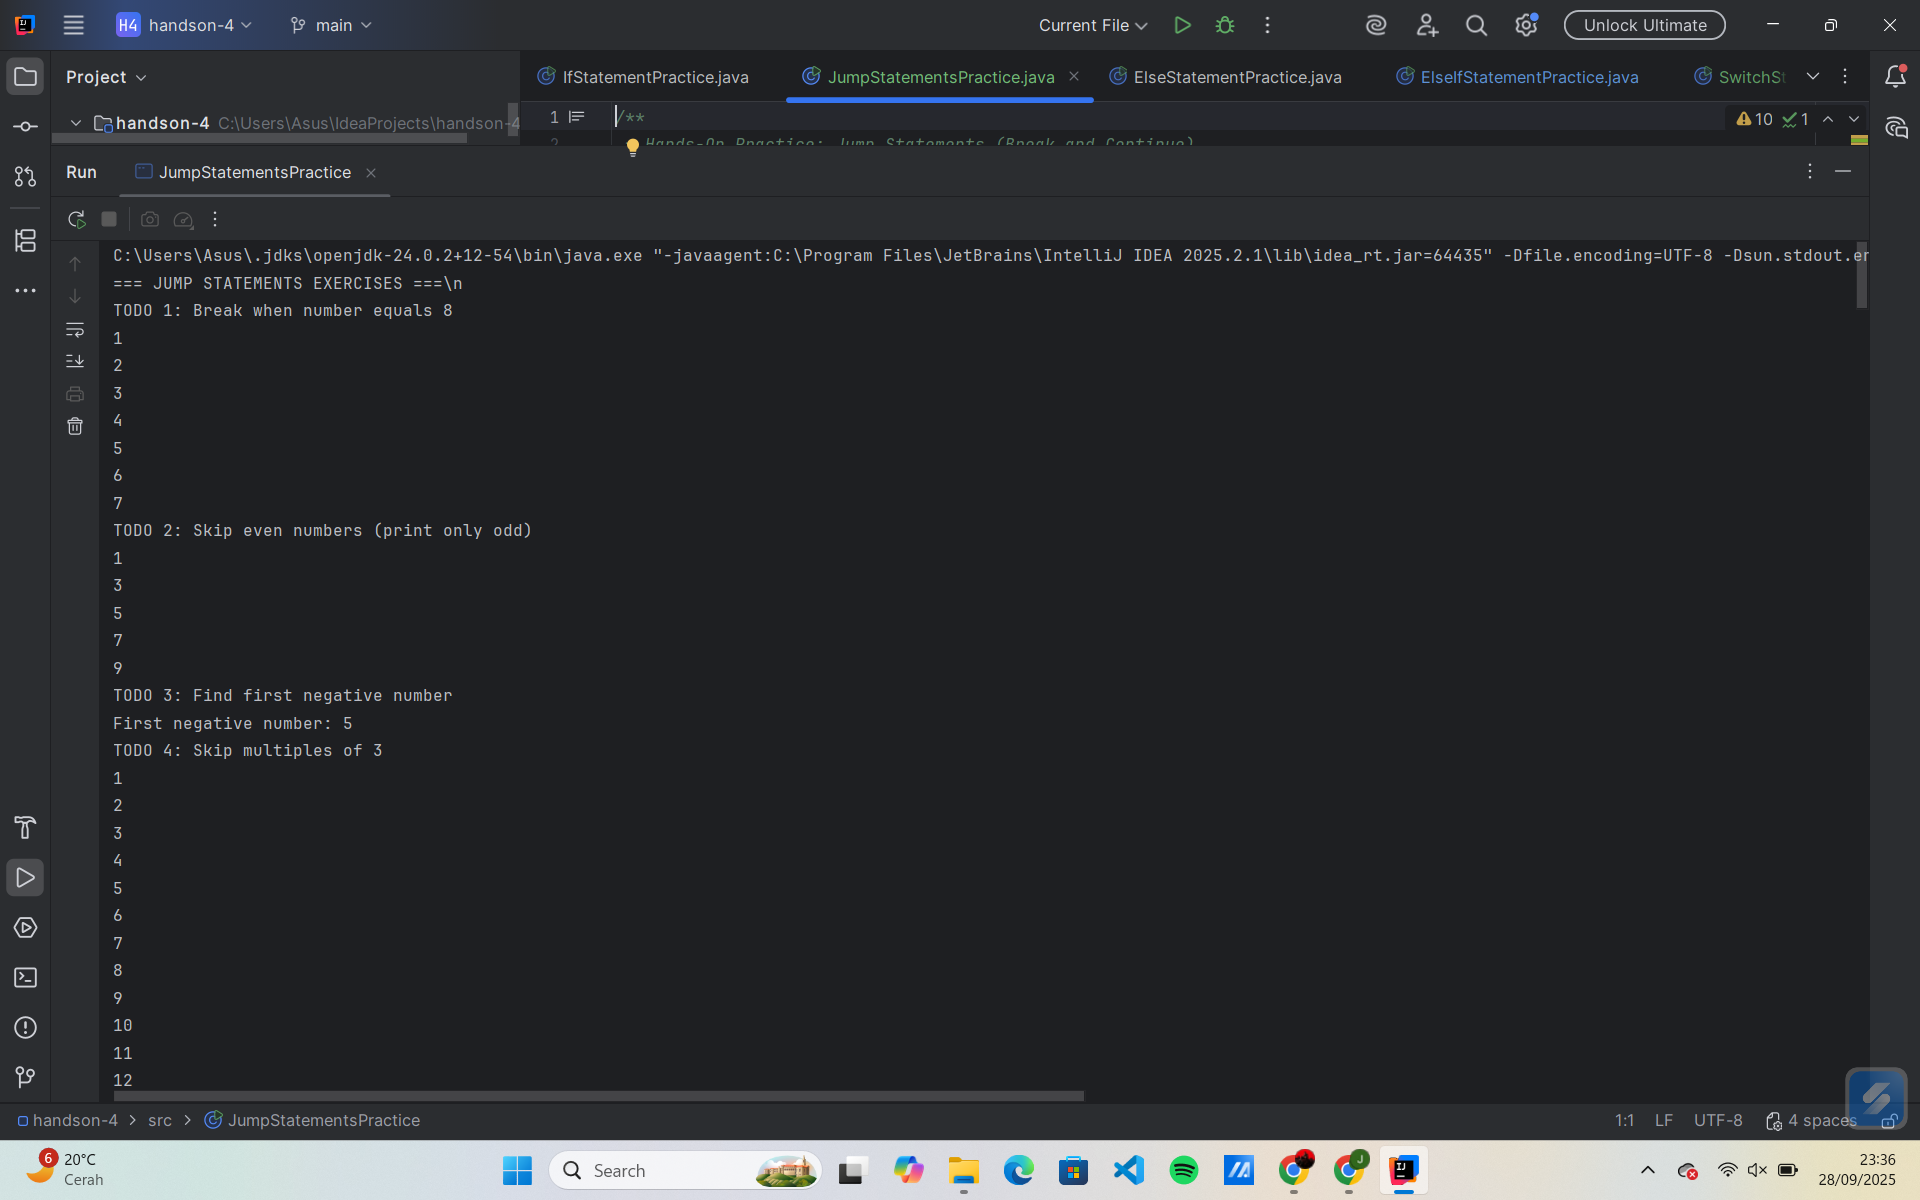 H4 handson-4 main Current File Unlock Ultimate
Project IfStatementPractice.java JumpStatementsPractice.java ElseStatementPractice.java ElseIfStatementPractice.java SwitchSt
handson-4 C:\Users\Asus\IdeaProjects\handson-4 1 /** 10 1
2 Hands-On Practice: Jump Statements (Break and Continue)
Run JumpStatementsPractice
C:\Users\Asus\.jdks\openjdk-24.0.2+12-54\bin\java.exe "-javaagent:C:\Program Files\JetBrains\IntelliJ IDEA 2025.2.1\lib\idea_rt.jar=64435" -Dfile.encoding=UTF-8 -Dsun.stdout.en
=== JUMP STATEMENTS EXERCISES ===\n
TODO 1: Break when number equals 8
1
2
3
4
5
6
7
TODO 2: Skip even numbers (print only odd)
1
3
5
7
9
TODO 3: Find first negative number
First negative number: 5
TODO 4: Skip multiples of 3
1
2
3
4
5
6
7
8
9
10
11
12
handson-4 > src > JumpStatementsPractice 1:1 LF UTF-8 4 spaces
6 20°C Search 23:36
Cerah 28/09/2025